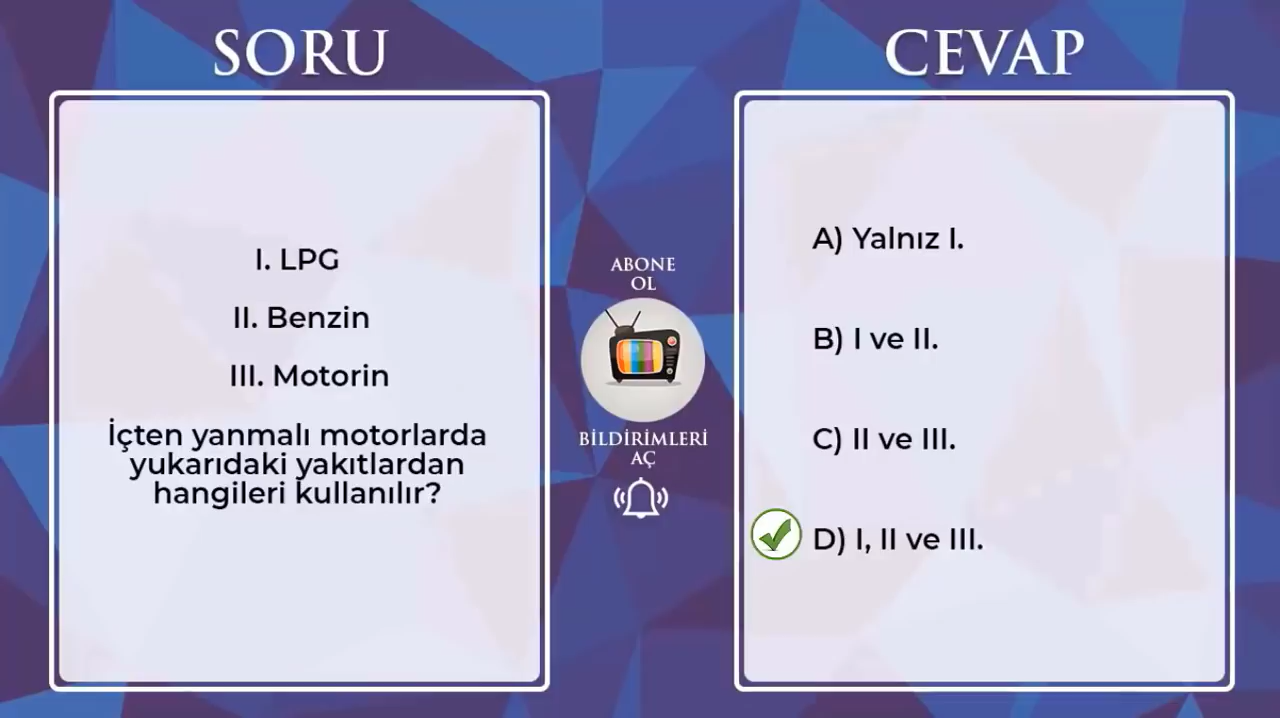 SORU
I. LPG
II. Benzin
III. Motorin
İçten yanmalı motorlarda
yukarıdaki yakıtlardan
hangileri kullanılır?
ABONE
OL
BİLDİRİMLERİ
AÇ
CEVAP
A) Yalnız I.
B) I ve II.
C) II ve III.
D) I, II ve III.